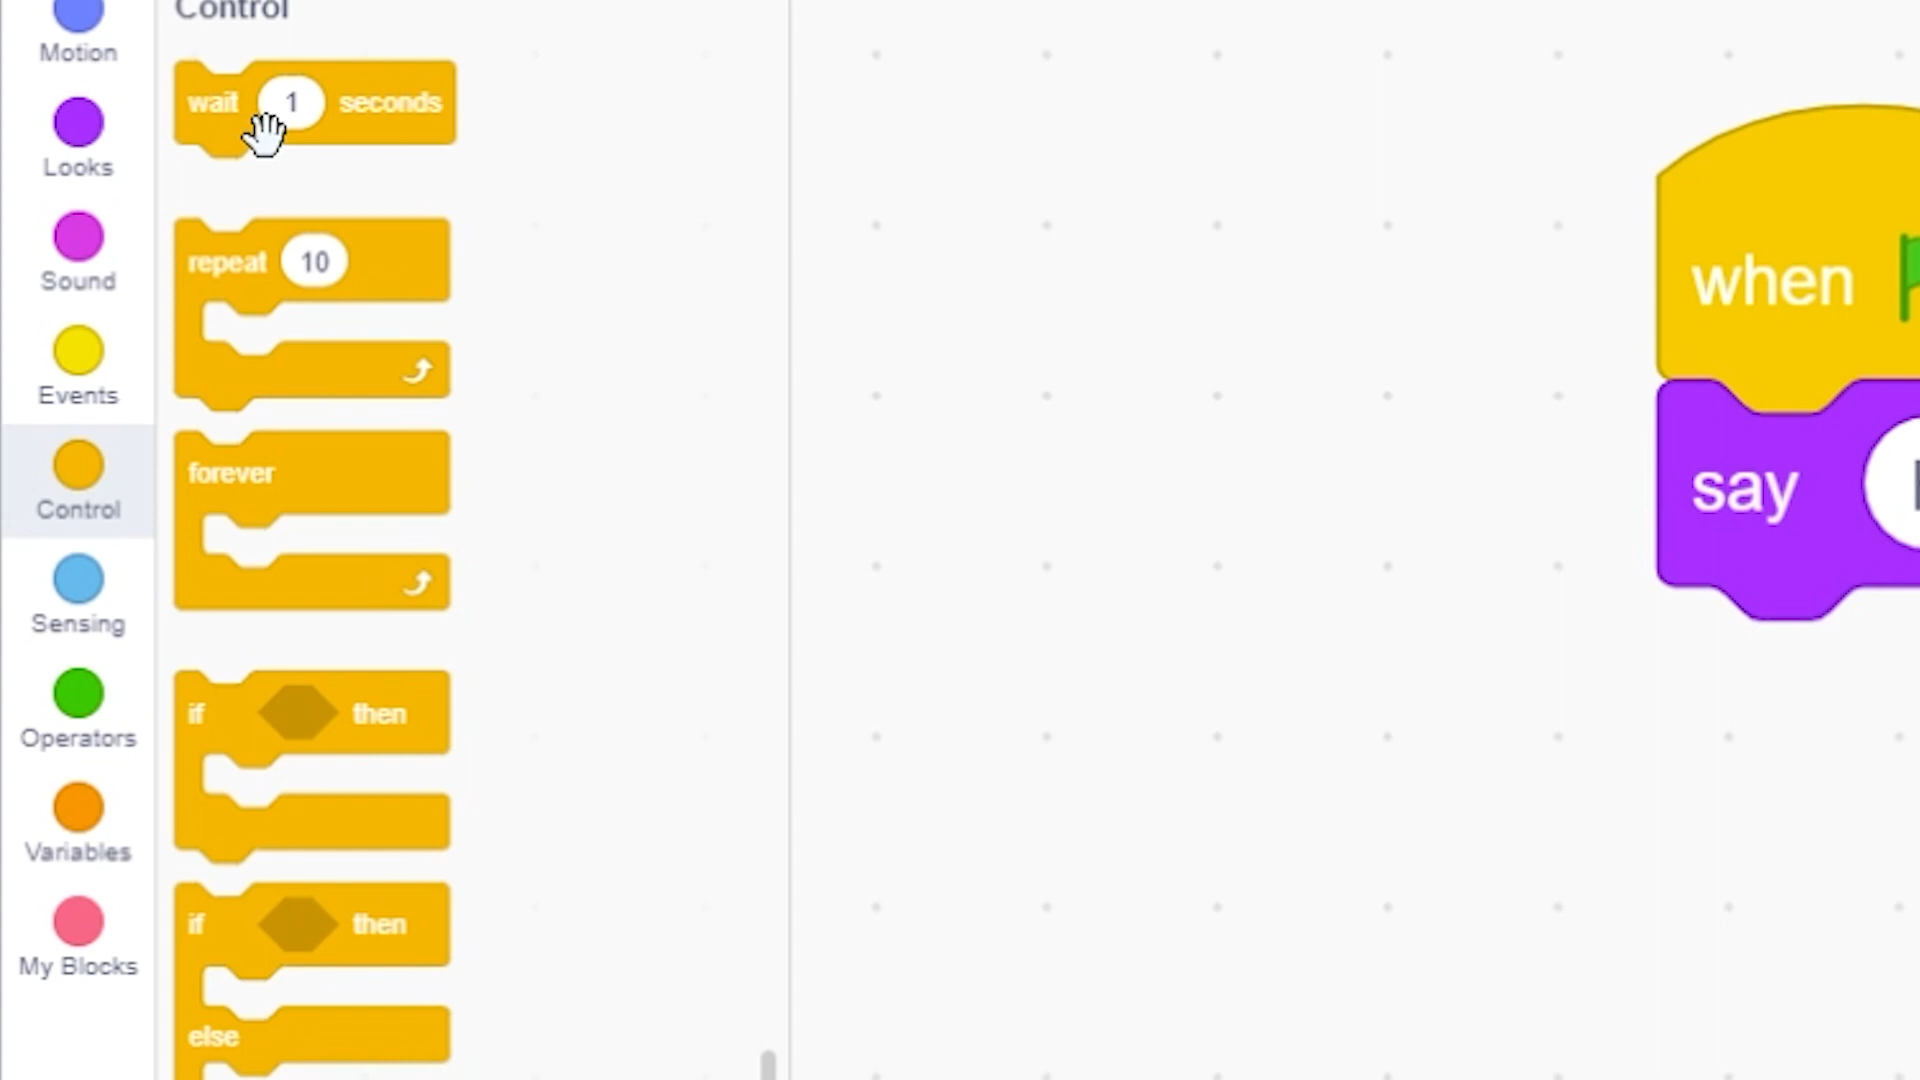 Control
Motion
Looks
Sound
Events
Control
Sensing
Operators
Variables
My Blocks
wait 1 seconds
repeat 10
forever
if then
if then
else
when
say